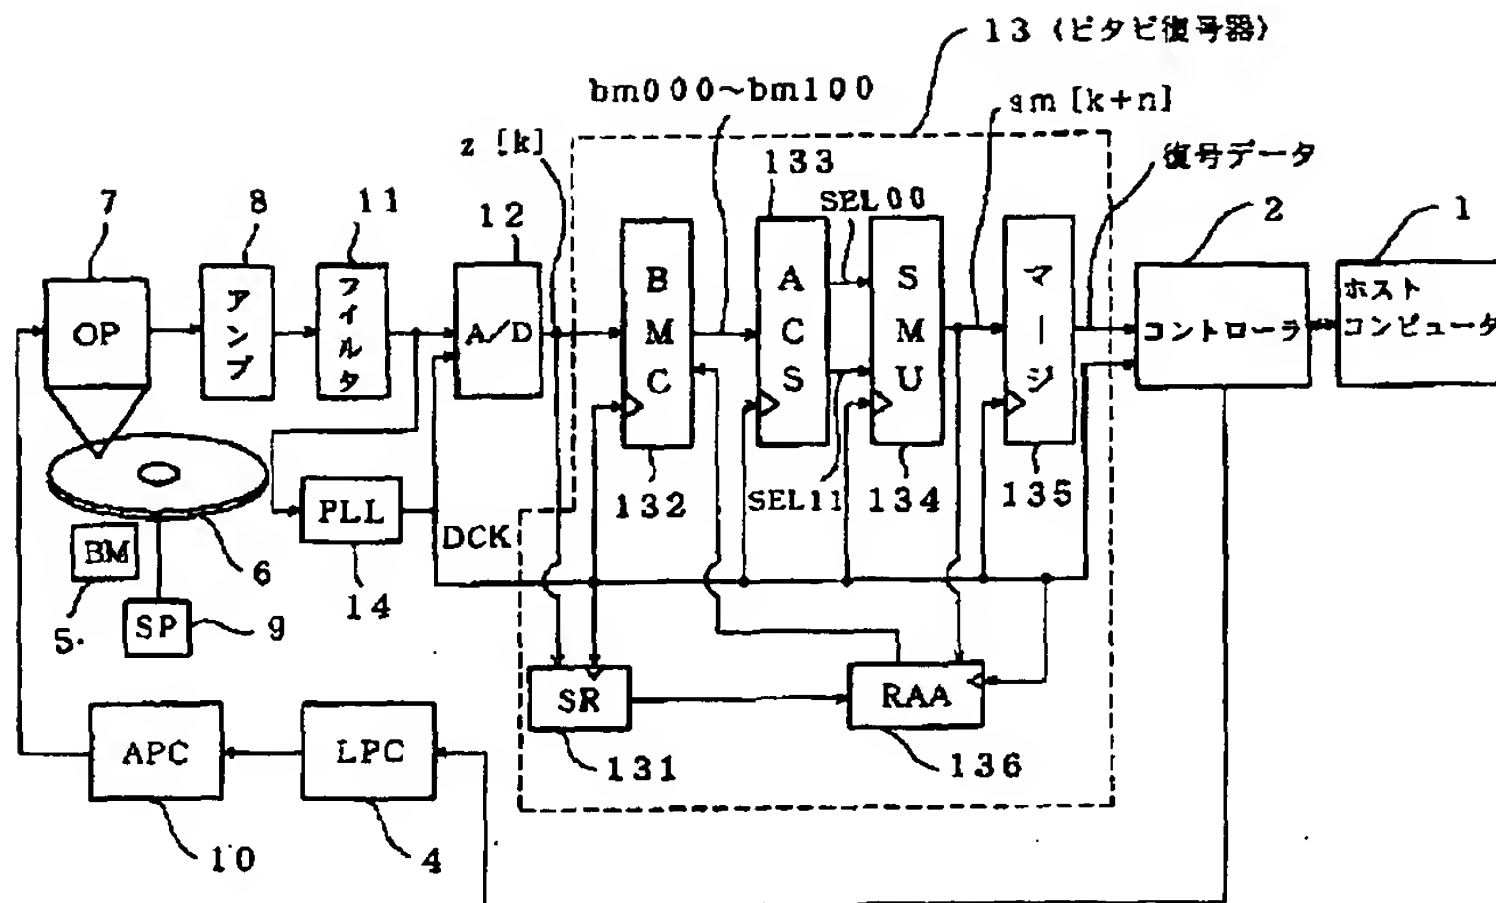 13 (ビタビ復号器)
bm000~bm100
sm [k+n]
z [k]
復号データ
133
SEL00
7
8
11
12
2
1
OP
アンプ
フィルタ
A/D
BMC
ACS
SMU
マージ
コントローラ
ホスト
コンピュータ
132
SEL11
134
135
PLL
DCK
BM
6
14
5
SP
9
SR
RAA
APC
LPC
131
136
10
4